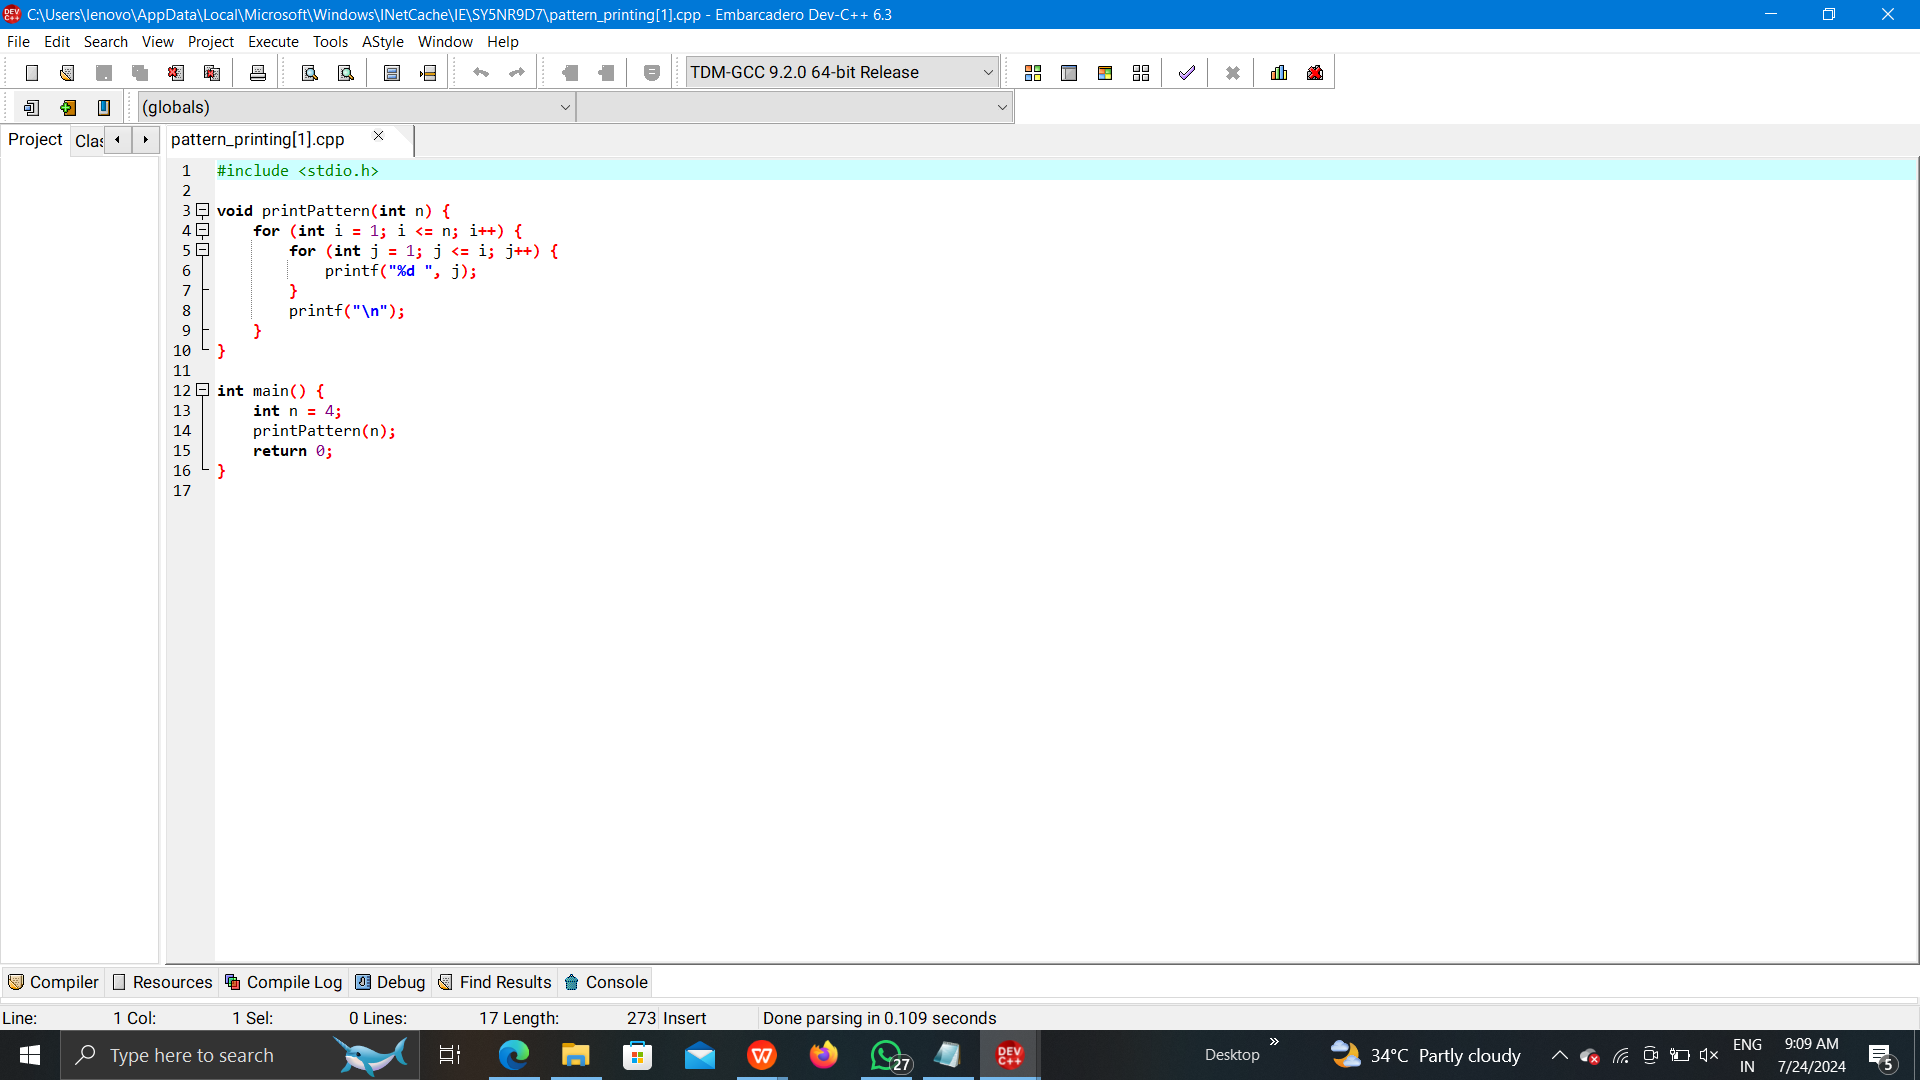 C:\Users\lenovo\AppData\Local\Microsoft\Windows\INetCache\IE\SY5NR9D7\pattern_printing[1].cpp - Embarcadero Dev-C++ 6.3
File Edit Search View Project Execute Tools AStyle Window Help
TDM-GCC 9.2.0 64-bit Release
(globals)
Project Clas pattern_printing[1].cpp
1 #include <stdio.h>
2
3 void printPattern(int n) {
4     for (int i = 1; i <= n; i++) {
5         for (int j = 1; j <= i; j++) {
6             printf("%d ", j);
7         }
8         printf("\n");
9     }
10 }
11
12 int main() {
13     int n = 4;
14     printPattern(n);
15     return 0;
16 }
17
Compiler Resources Compile Log Debug Find Results Console
Line: 1 Col: 1 Sel: 0 Lines: 17 Length: 273 Insert Done parsing in 0.109 seconds
Type here to search 27 DEV C++ Desktop 34°C Partly cloudy ENG 9:09 AM
IN 7/24/2024 5